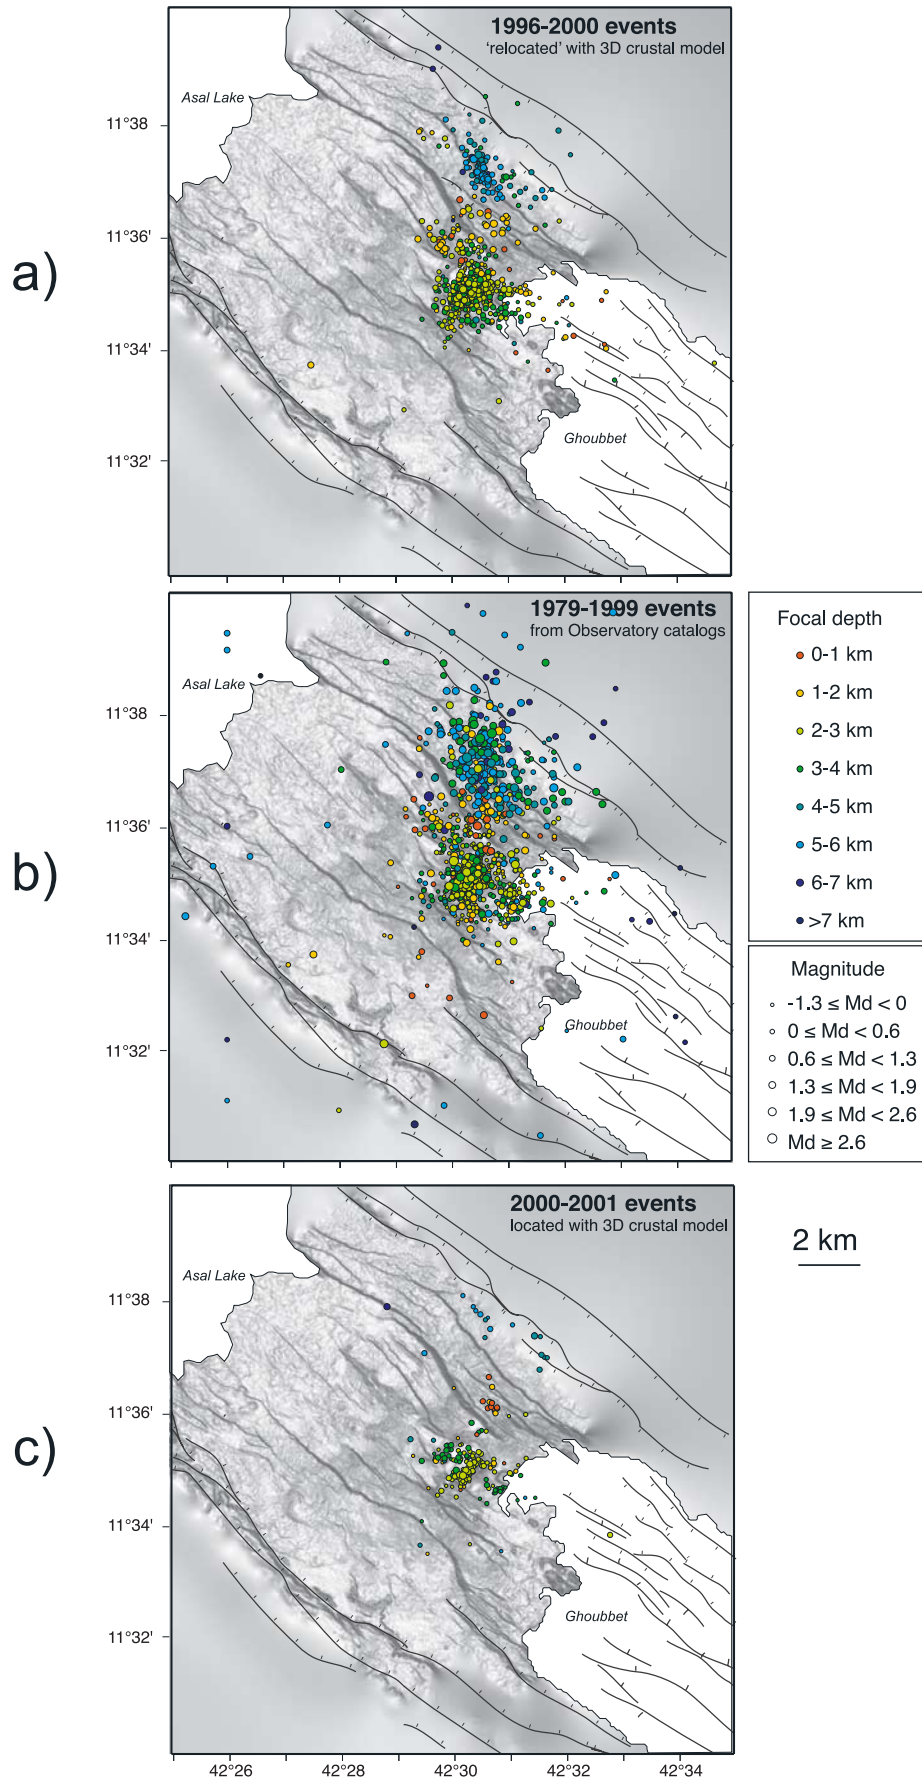 a)
1996-2000 events
'relocated' with 3D crustal model
Asal Lake
11°38
11°36'
11°34'
11°32'
Ghoubbet
b)
1979-1999 events
from Observatory catalogs
Asal Lake
11°38
11°36'
11°34'
11°32'
Ghoubbet
Focal depth
0-1 km
1-2 km
2-3 km
3-4 km
4-5 km
5-6 km
6-7 km
>7 km
Magnitude
-1.3 ≤ Md < 0
0 ≤ Md < 0.6
0.6 ≤ Md < 1.3
1.3 ≤ Md < 1.9
1.9 ≤ Md < 2.6
Md ≥ 2.6
c)
2000-2001 events
located with 3D crustal model
Asal Lake
11°38
11°36'
11°34'
11°32'
Ghoubbet
2 km
42°26 42°28 42°30 42°32 42°34